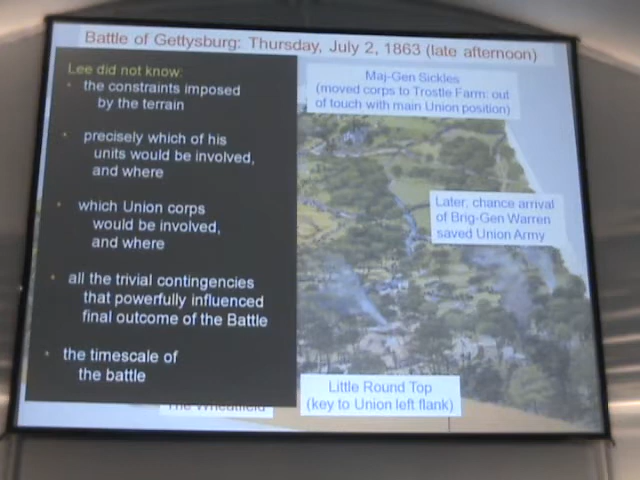 Battle of Gettysburg: Thursday, July 2, 1863 (late afternoon)
Lee did not know:
• the constraints imposed
by the terrain
• precisely which of his
units would be involved,
and where
• which Union corps
would be involved,
and where
• all the trivial contingencies
that powerfully influenced
final outcome of the Battle
• the timescale of
the battle
Maj-Gen Sickles
(moved corps to Trostle Farm: out
of touch with main Union position)
Later, chance arrival
of Brig-Gen Warren
saved Union Army
Little Round Top
(key to Union left flank)
The Wheatfield